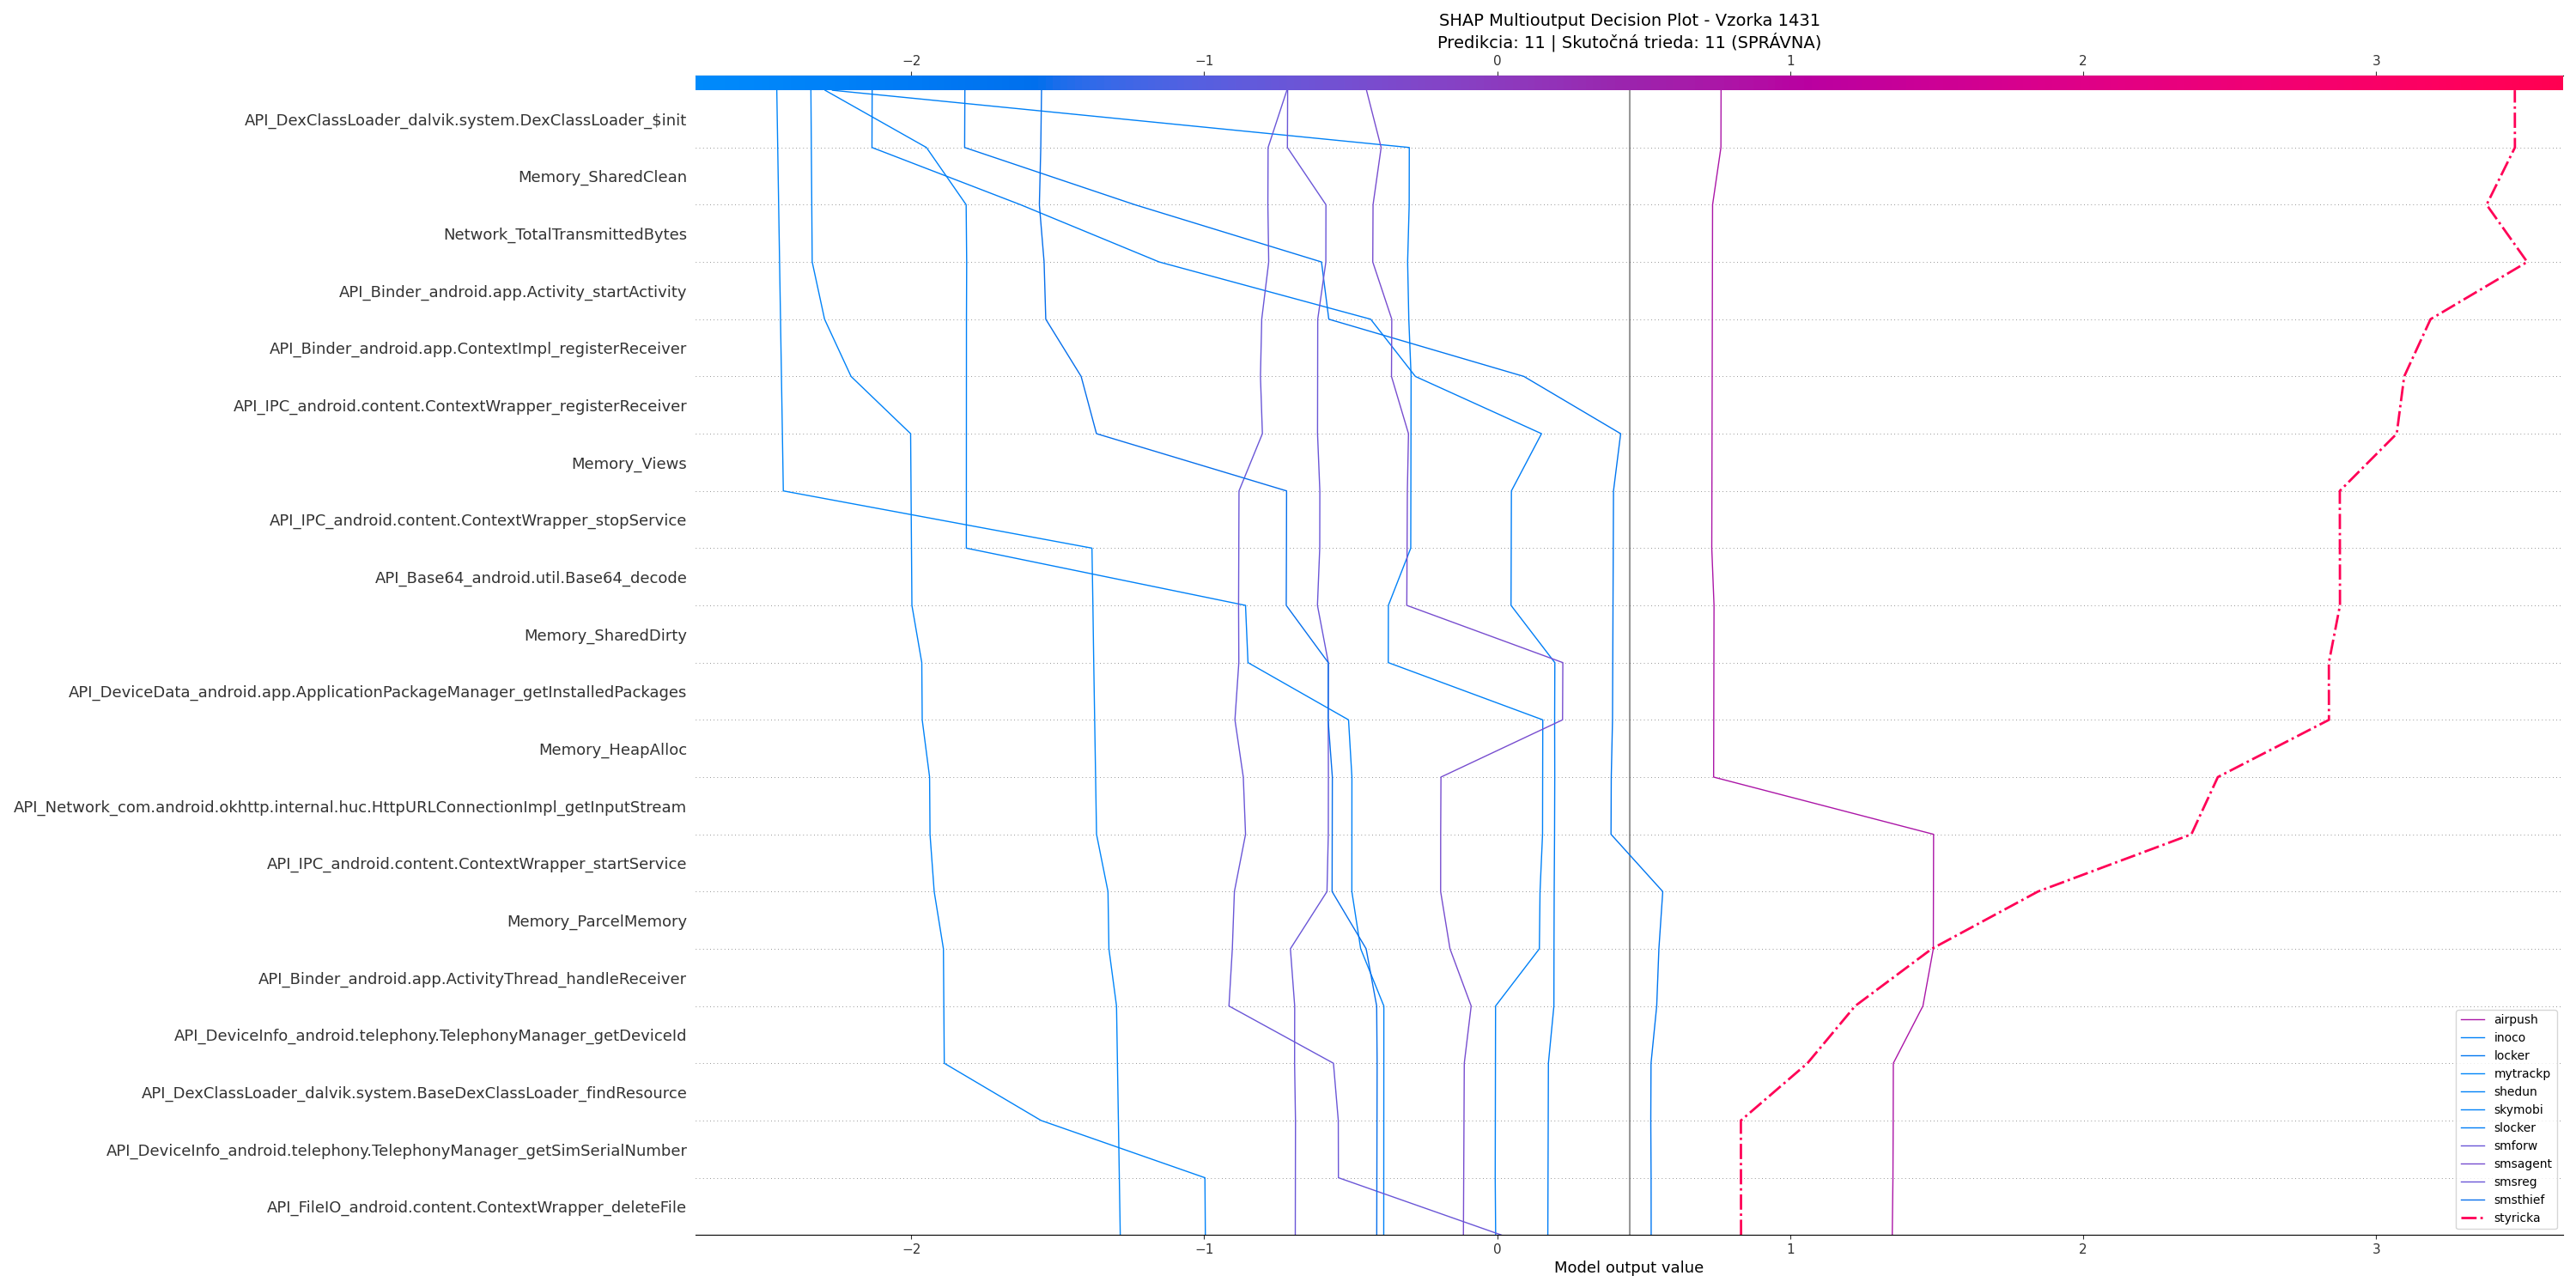 SHAP Multioutput Decision Plot - Vzorka 1431
Predikcia: 11 | Skutočná trieda: 11 (SPRÁVNA)
−2 −1 0 1 2 3
API_DexClassLoader_dalvik.system.DexClassLoader_$init
Memory_SharedClean
Network_TotalTransmittedBytes
API_Binder_android.app.Activity_startActivity
API_Binder_android.app.ContextImpl_registerReceiver
API_IPC_android.content.ContextWrapper_registerReceiver
Memory_Views
API_IPC_android.content.ContextWrapper_stopService
API_Base64_android.util.Base64_decode
Memory_SharedDirty
API_DeviceData_android.app.ApplicationPackageManager_getInstalledPackages
Memory_HeapAlloc
API_Network_com.android.okhttp.internal.huc.HttpURLConnectionImpl_getInputStream
API_IPC_android.content.ContextWrapper_startService
Memory_ParcelMemory
API_Binder_android.app.ActivityThread_handleReceiver
API_DeviceInfo_android.telephony.TelephonyManager_getDeviceId
API_DexClassLoader_dalvik.system.BaseDexClassLoader_findResource
API_DeviceInfo_android.telephony.TelephonyManager_getSimSerialNumber
API_FileIO_android.content.ContextWrapper_deleteFile
airpush
inoco
locker
mytrackp
shedun
skymobi
slocker
smforw
smsagent
smsreg
smsthief
styricka
−2 −1 0 1 2 3
Model output value